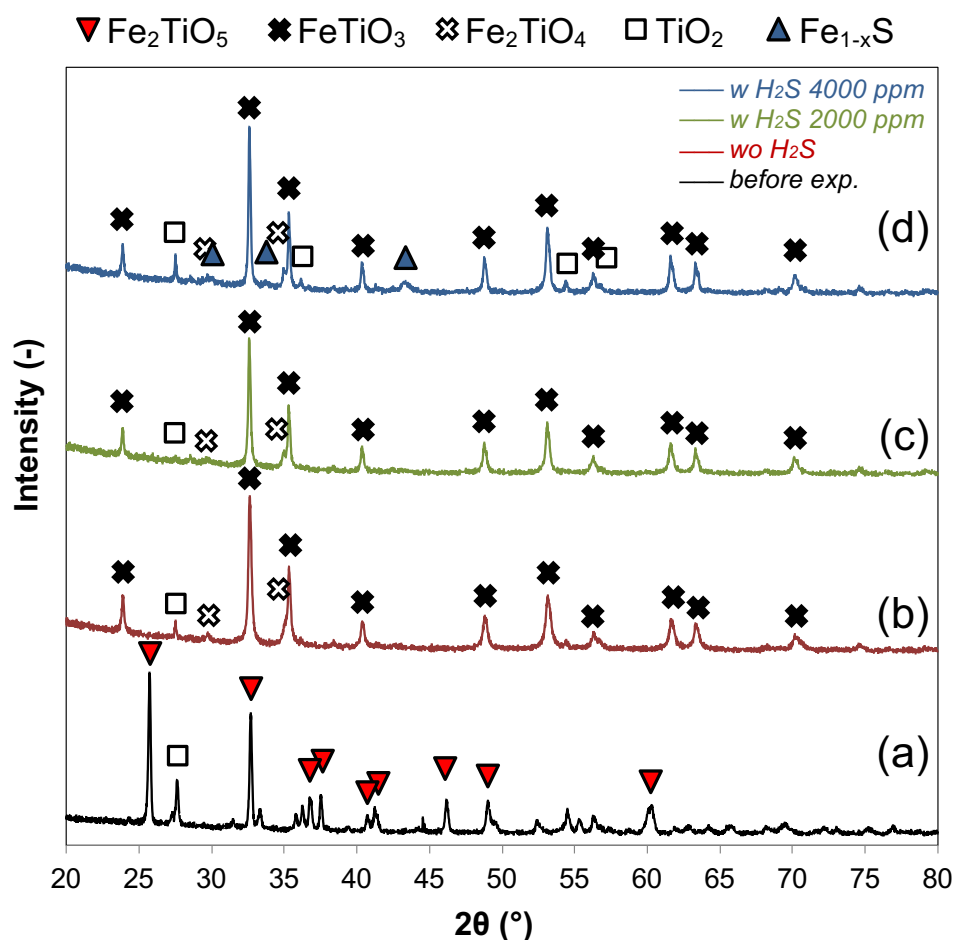 Fe₂TiO₅ FeTiO₃ Fe₂TiO₄ TiO₂ Fe₁₋ₓS
w H₂S 4000 ppm
w H₂S 2000 ppm
wo H₂S
before exp.
(d)
(c)
(b)
(a)
Intensity (-)
20 25 30 35 40 45 50 55 60 65 70 75 80
2θ (°)